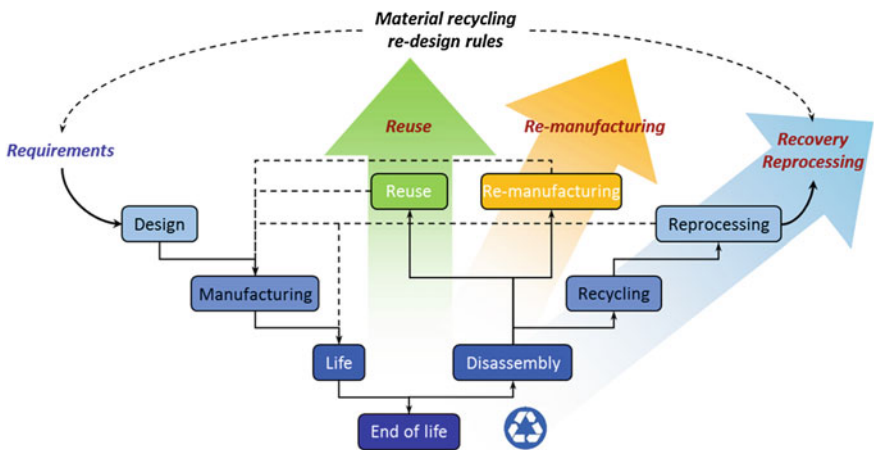 Material recycling
re-design rules
Reuse
Re-manufacturing
Requirements
Recovery
Reprocessing
Reuse
Re-manufacturing
Design
Reprocessing
Manufacturing
Recycling
Life
Disassembly
End of life